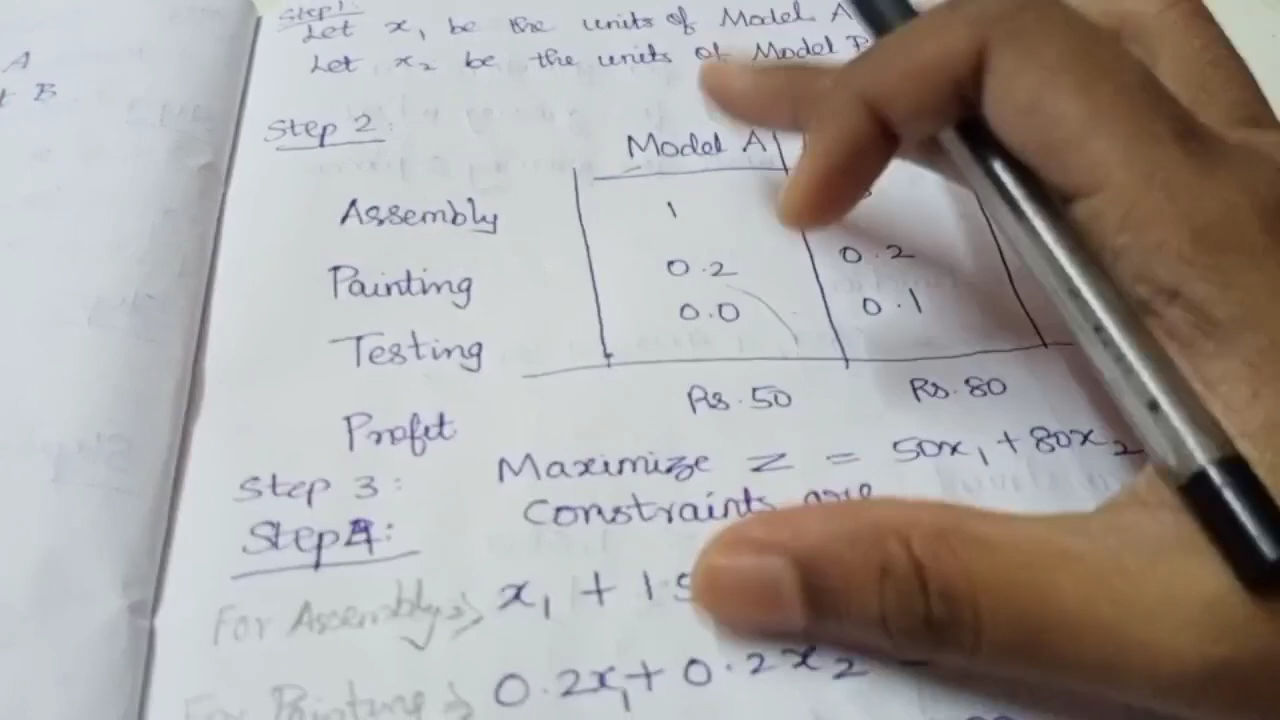 A
B
Step 1:
Let x₁ be the units of Model A
Let x₂ be the units of Model B
Step 2:
Model A
Assembly 1
Painting 0.2 0.2
Testing 0.0 0.1
Profit Rs.50 Rs.80
Step 3: Maximize Z = 50x₁ + 80x₂
Step 4: Constraints are
For Assembly => x₁ + 1.5
For Painting => 0.2x₁ + 0.2x₂